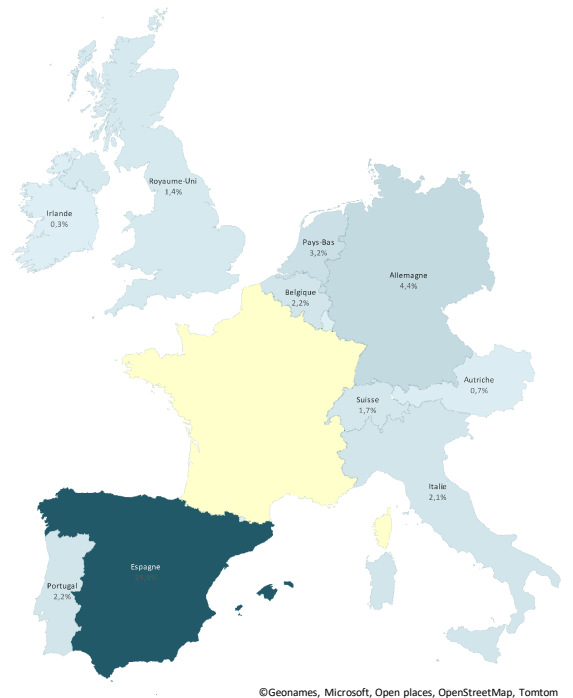 Royaume-Uni
1,4%
Irlande
0,3%
Pays-Bas
3,2%
Allemagne
4,4%
Belgique
2,2%
Autriche
0,7%
Suisse
1,7%
Italie
2,1%
Espagne
Portugal
2,2%
©Geonames, Microsoft, Open places, OpenStreetMap, Tomtom